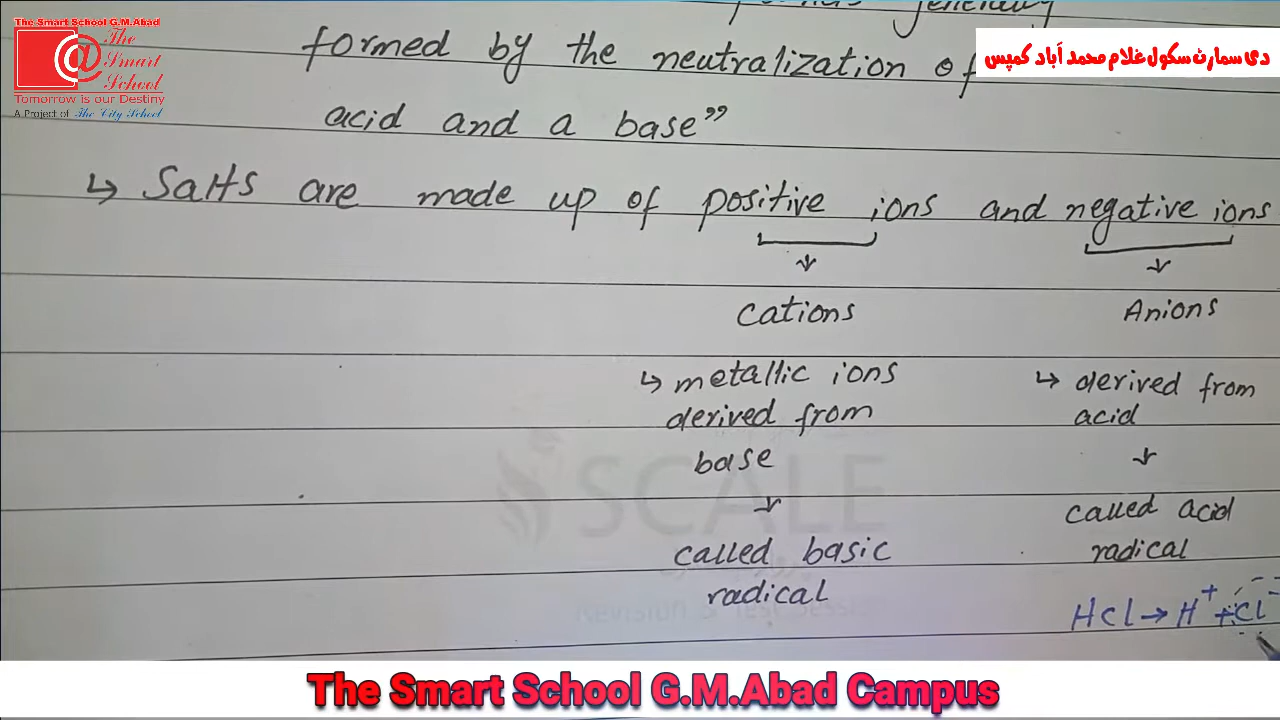 The Smart School G.M.Abad
The
Smart
School
Tomorrow is our Destiny
A Project of The City School
دی سمارٹ سکول غلام محمد آباد کیمپس
generally
formed by the neutralization of
acid and a base”
↳ Salts are made up of positive ions and negative ions
Cations
Anions
↳ metallic ions
derived from
base
called basic
radical
↳ derived from
acid
called acid
radical
HCl → H⁺ + Cl⁻
SCALE
The Smart School G.M.Abad Campus